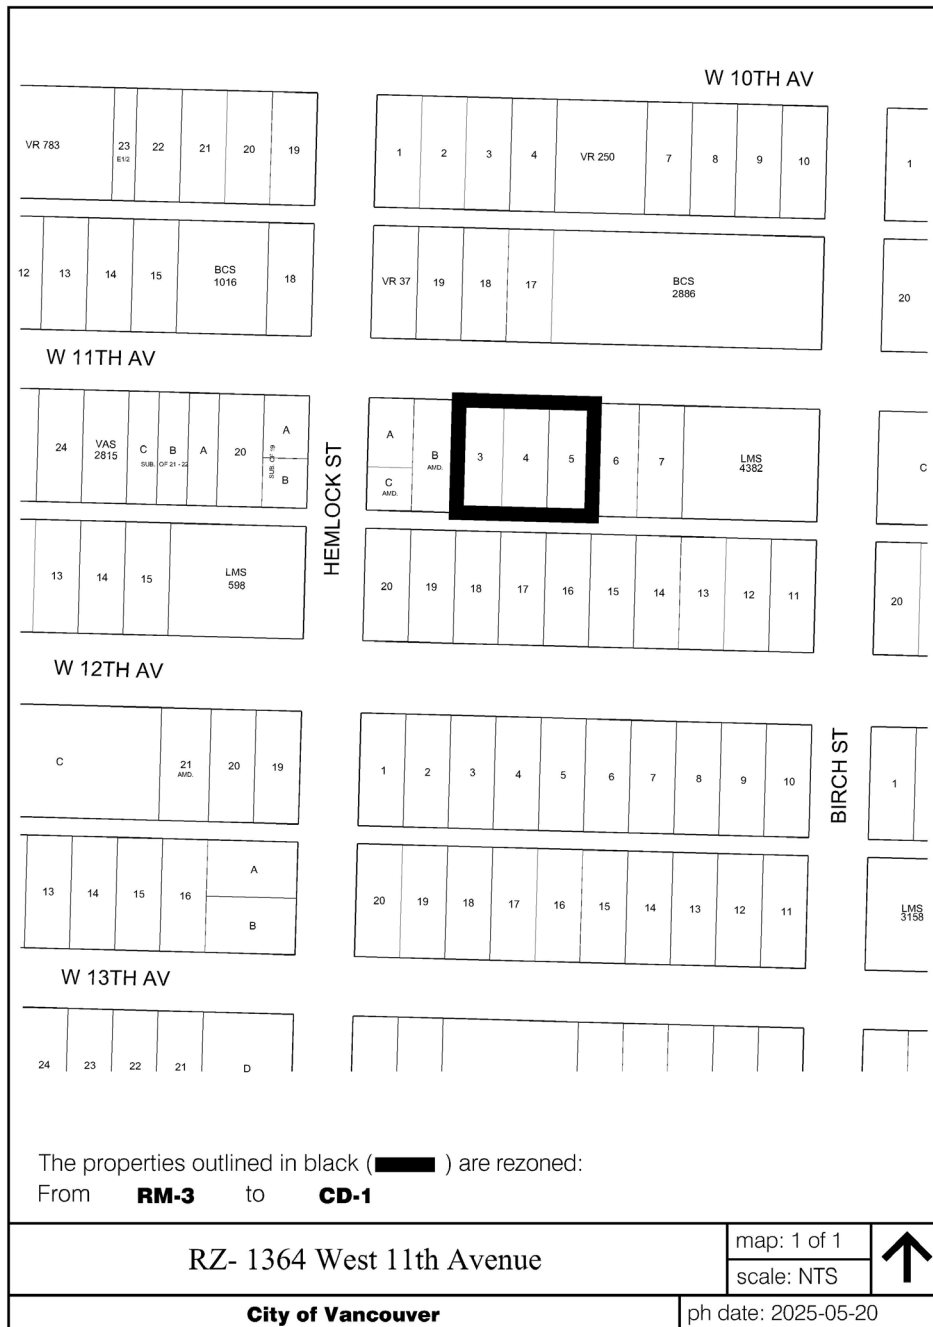 W 10TH AV
VR 783
23
E1/2
22
21
20
19
1
2
3
4
VR 250
7
8
9
10
1
12
13
14
15
BCS
1016
18
VR 37
19
18
17
BCS
2886
20
W 11TH AV
24
VAS
2815
C
B
A
SUB. OF 21 - 22
20
A
SUB. OF 19
B
HEMLOCK ST
A
C
AMD.
B
AMD.
3
4
5
6
7
LMS
4382
C
13
14
15
LMS
598
20
19
18
17
16
15
14
13
12
11
20
W 12TH AV
C
21
AMD.
20
19
1
2
3
4
5
6
7
8
9
10
BIRCH ST
1
13
14
15
16
A
B
20
19
18
17
16
15
14
13
12
11
LMS
3158
W 13TH AV
24
23
22
21
D
The properties outlined in black ( ) are rezoned:
From RM-3 to CD-1
RZ- 1364 West 11th Avenue
map: 1 of 1
scale: NTS
City of Vancouver
ph date: 2025-05-20